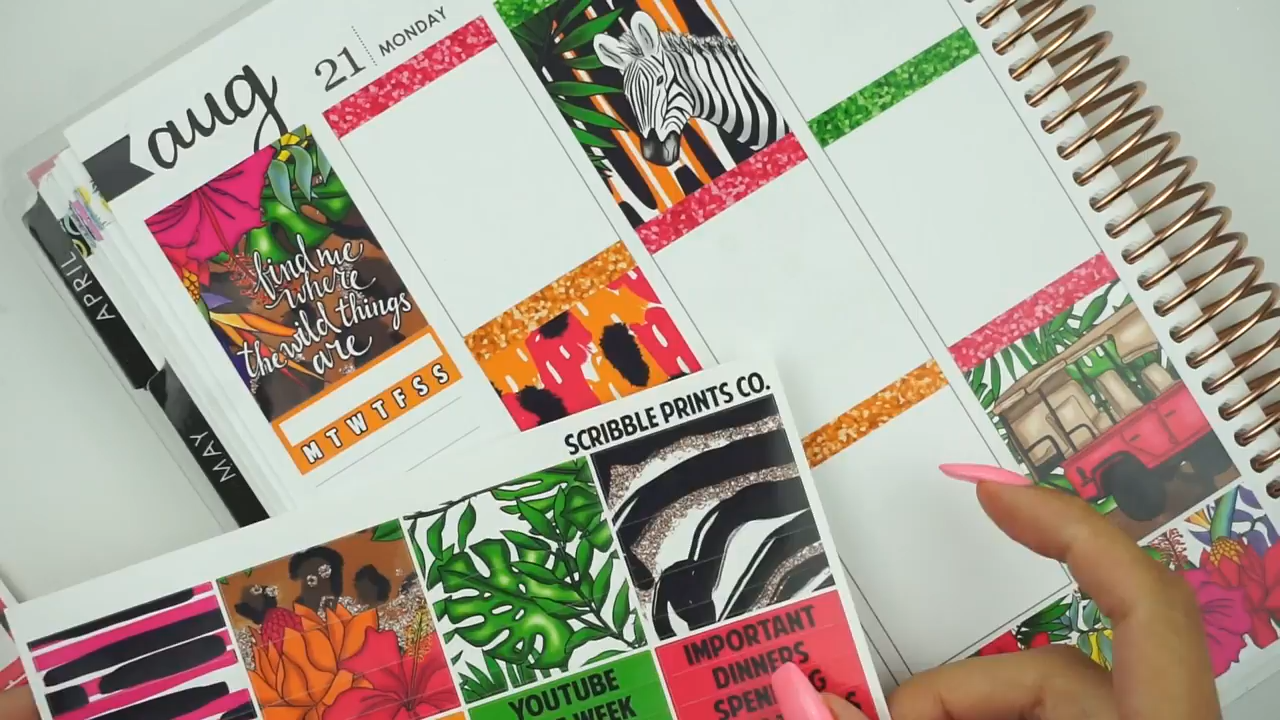 aug
21
MONDAY
APRIL
MAY
find me
where
the wild things
are
M T W T F S S
SCRIBBLE PRINTS CO.
YOUTUBE
WEEK
IMPORTANT
DINNERS